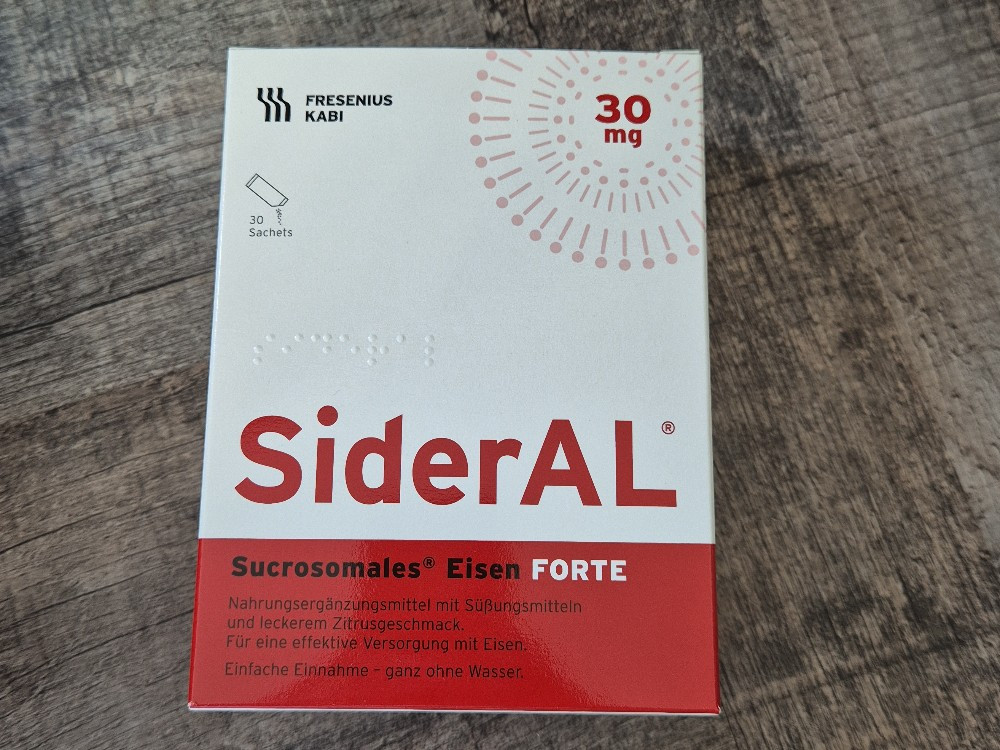 FRESENIUS
KABI
30
mg
30
Sachets
SiderAL®
Sucrosomales® Eisen FORTE
Nahrungsergänzungsmittel mit Süßungsmitteln
und leckerem Zitrusgeschmack.
Für eine effektive Versorgung mit Eisen.
Einfache Einnahme – ganz ohne Wasser.